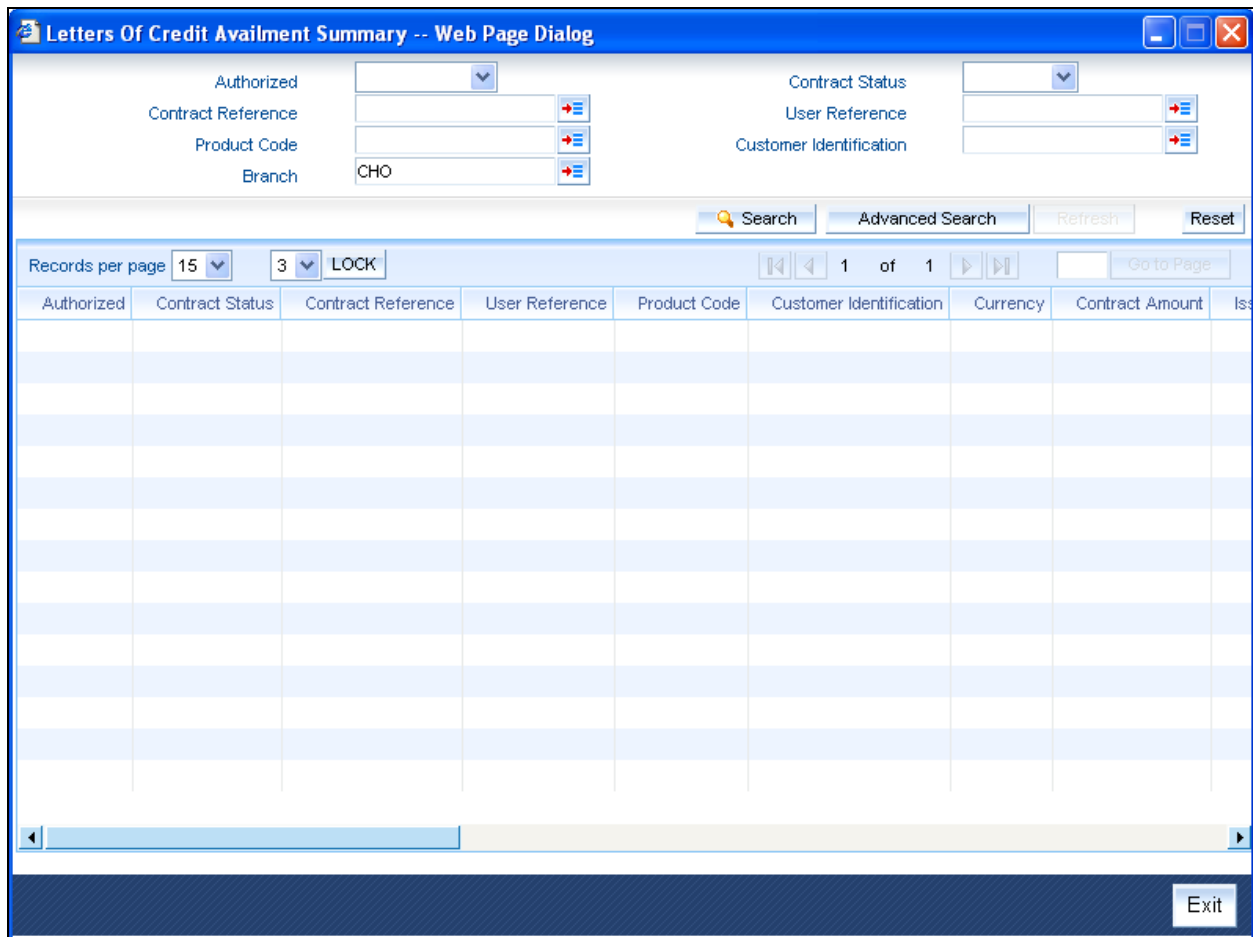 Letters Of Credit Availment Summary -- Web Page Dialog
Authorized Contract Status
Contract Reference User Reference
Product Code Customer Identification
Branch CHO
Search Advanced Search Refresh Reset
Records per page 15 3 LOCK 1 of 1 Go to Page
Authorized Contract Status Contract Reference User Reference Product Code Customer Identification Currency Contract Amount Iss
Exit